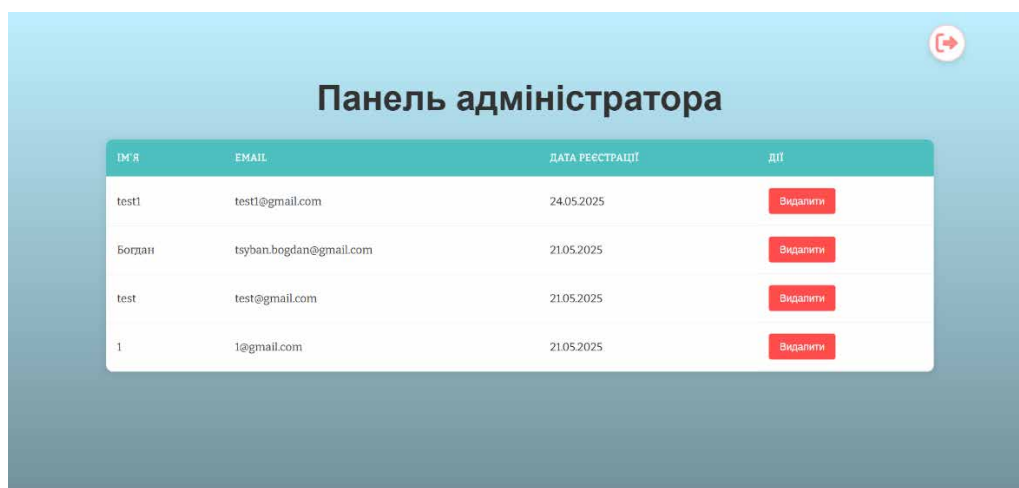 Панель адміністратора
ІМ'Я EMAIL ДАТА РЕЄСТРАЦІЇ ДІЇ
test1 test1@gmail.com 24.05.2025 Видалити
Богдан tsyban.bogdan@gmail.com 21.05.2025 Видалити
test test@gmail.com 21.05.2025 Видалити
1 1@gmail.com 21.05.2025 Видалити